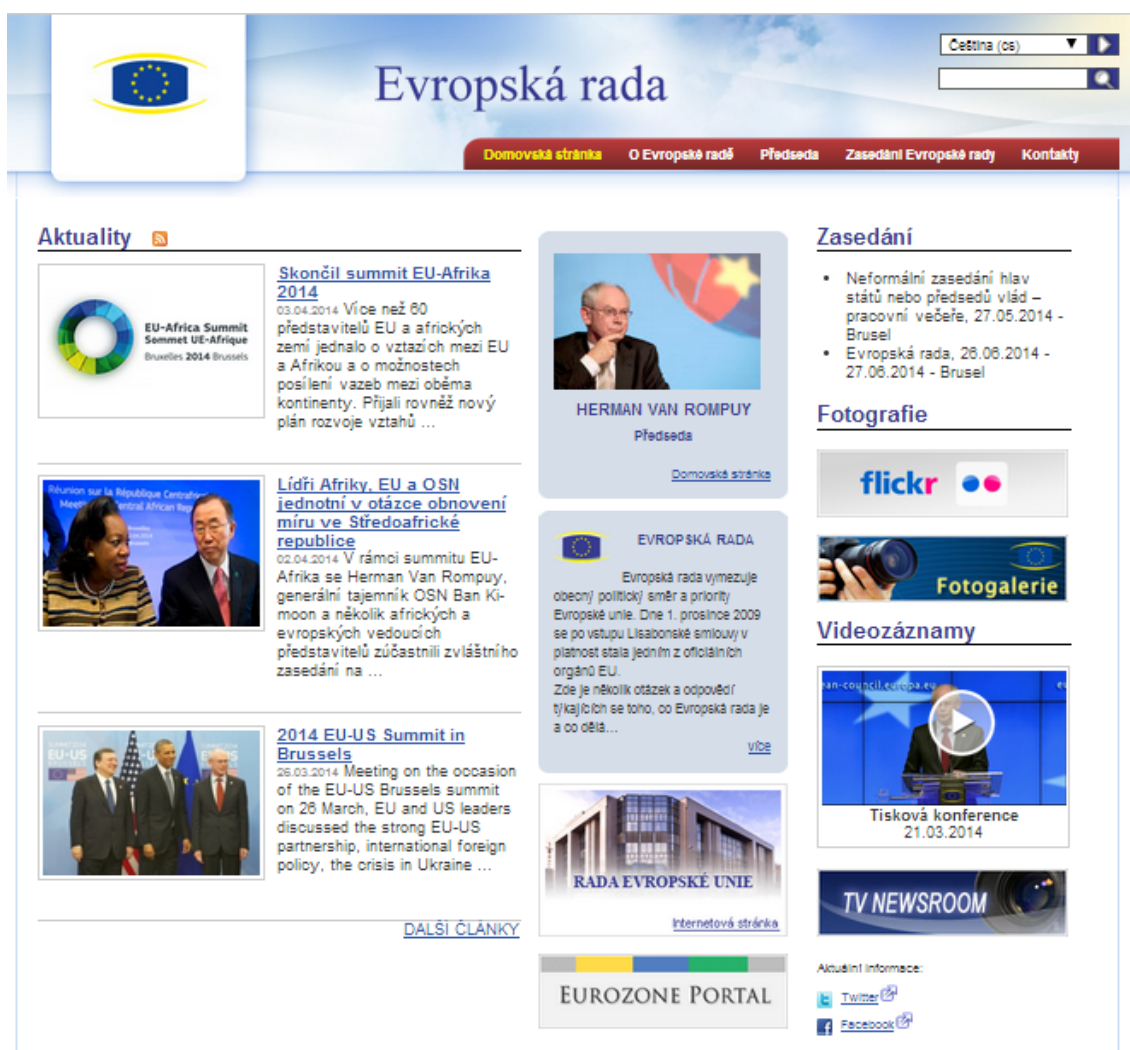 Čeština (cs)
Evropská rada
Domovská stránka O Evropské radě Předseda Zasedání Evropské rady Kontakty
Aktuality
EU-Africa Summit
Sommet UE-Afrique
Bruxelles 2014 Brussels
Skončil summit EU-Afrika
2014
03.04.2014 Více než 60
představitelů EU a afrických
zemí jednalo o vztazích mezi EU
a Afrikou a o možnostech
posílení vazeb mezi oběma
kontinenty. Přijali rovněž nový
plán rozvoje vztahů ...
Réunion sur la République Centrafric
Lídři Afriky, EU a OSN
jednotní v otázce obnovení
míru ve Středoafrické
republice
02.04.2014 V rámci summitu EU-
Afrika se Herman Van Rompuy,
generální tajemník OSN Ban Ki-
moon a několik afrických a
evropských vedoucích
představitelů zúčastnili zvláštního
zasedání na ...
EU-US
2014 EU-US Summit in
Brussels
26.03.2014 Meeting on the occasion
of the EU-US Brussels summit
on 26 March, EU and US leaders
discussed the strong EU-US
partnership, international foreign
policy, the crisis in Ukraine ...
DALŠÍ ČLÁNKY
HERMAN VAN ROMPUY
Předseda
Domovská stránka
EVROPSKÁ RADA
Evropská rada vymezuje
obecný politický směr a priority
Evropské unie. Dne 1. prosince 2009
se po vstupu Lisabonské smlouvy v
platnost stala jedním z oficiálních
orgánů EU.
Zde je několik otázek a odpovědí
týkajících se toho, co Evropská rada je
a co dělá...
více
RADA EVROPSKÉ UNIE
Internetová stránka
EUROZONE PORTAL
Zasedání
• Neformální zasedání hlav
států nebo předsedů vlád –
pracovní večeře, 27.05.2014 -
Brusel
• Evropská rada, 26.06.2014 -
27.06.2014 - Brusel
Fotografie
flickr
Fotogalerie
Videozáznamy
ean-council.europa.eu
Tisková konference
21.03.2014
TV NEWSROOM
Aktuální informace:
Twitter
Facebook